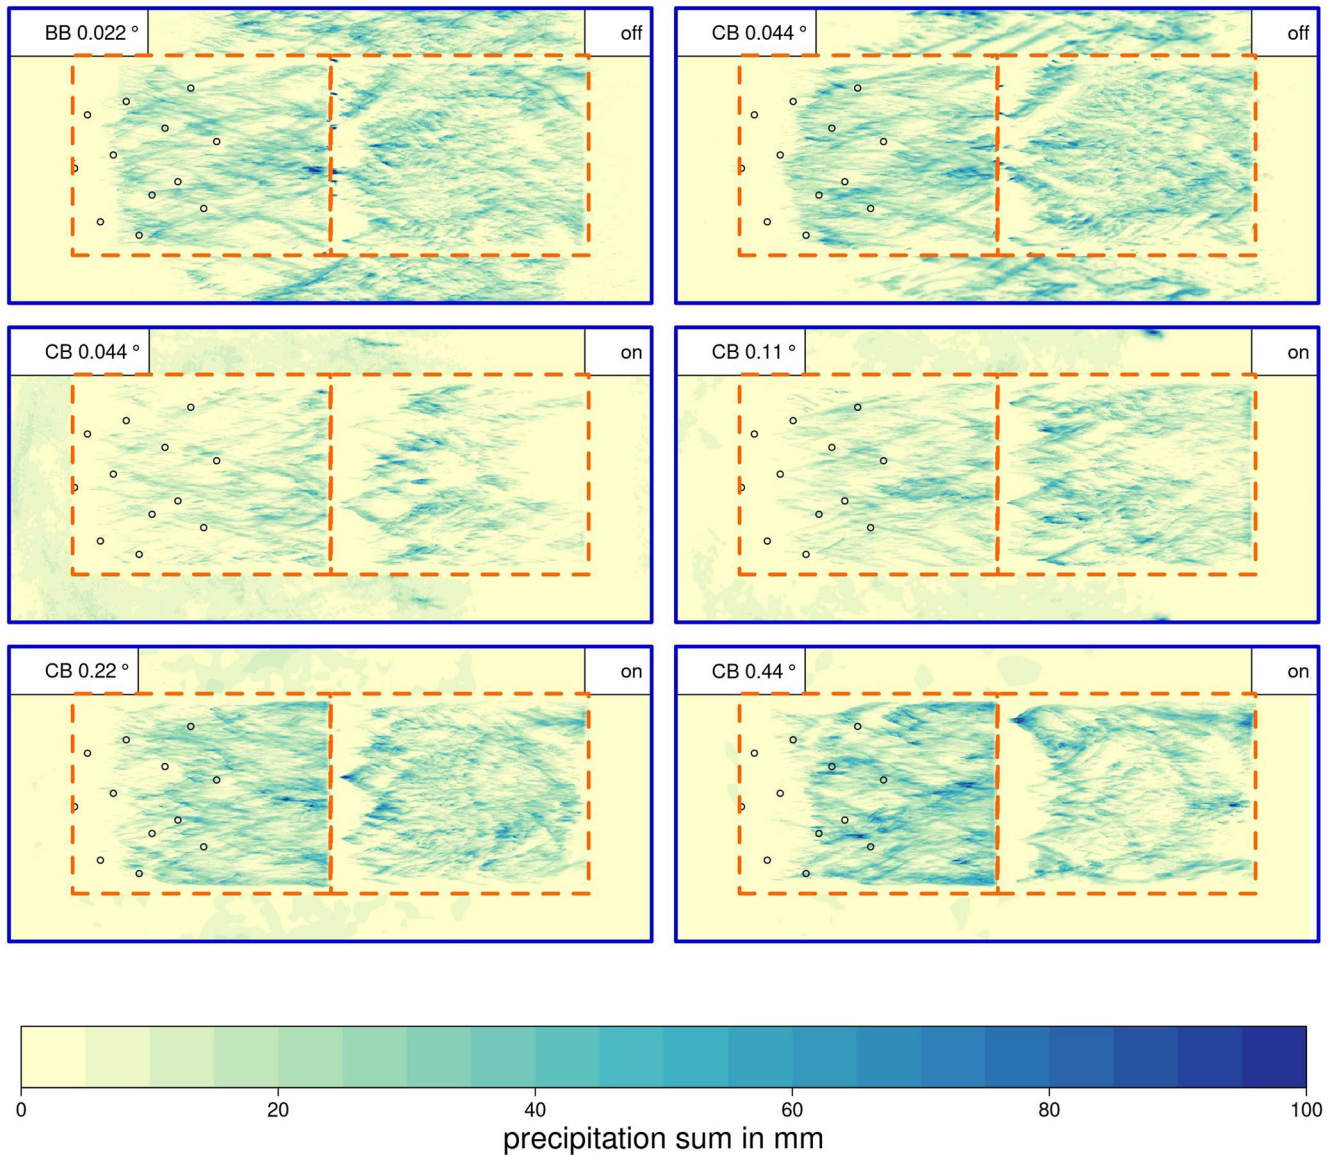 BB 0.022 °
off
CB 0.044 °
off
CB 0.044 °
on
CB 0.11 °
on
CB 0.22 °
on
CB 0.44 °
on
0 20 40 60 80 100
precipitation sum in mm